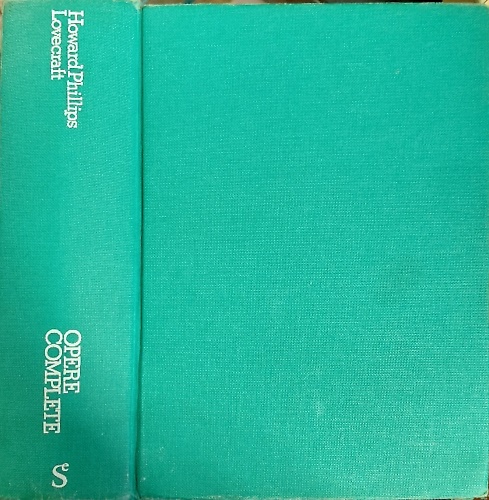 Howard Phillips
Lovecraft
OPERE
COMPLETE
S